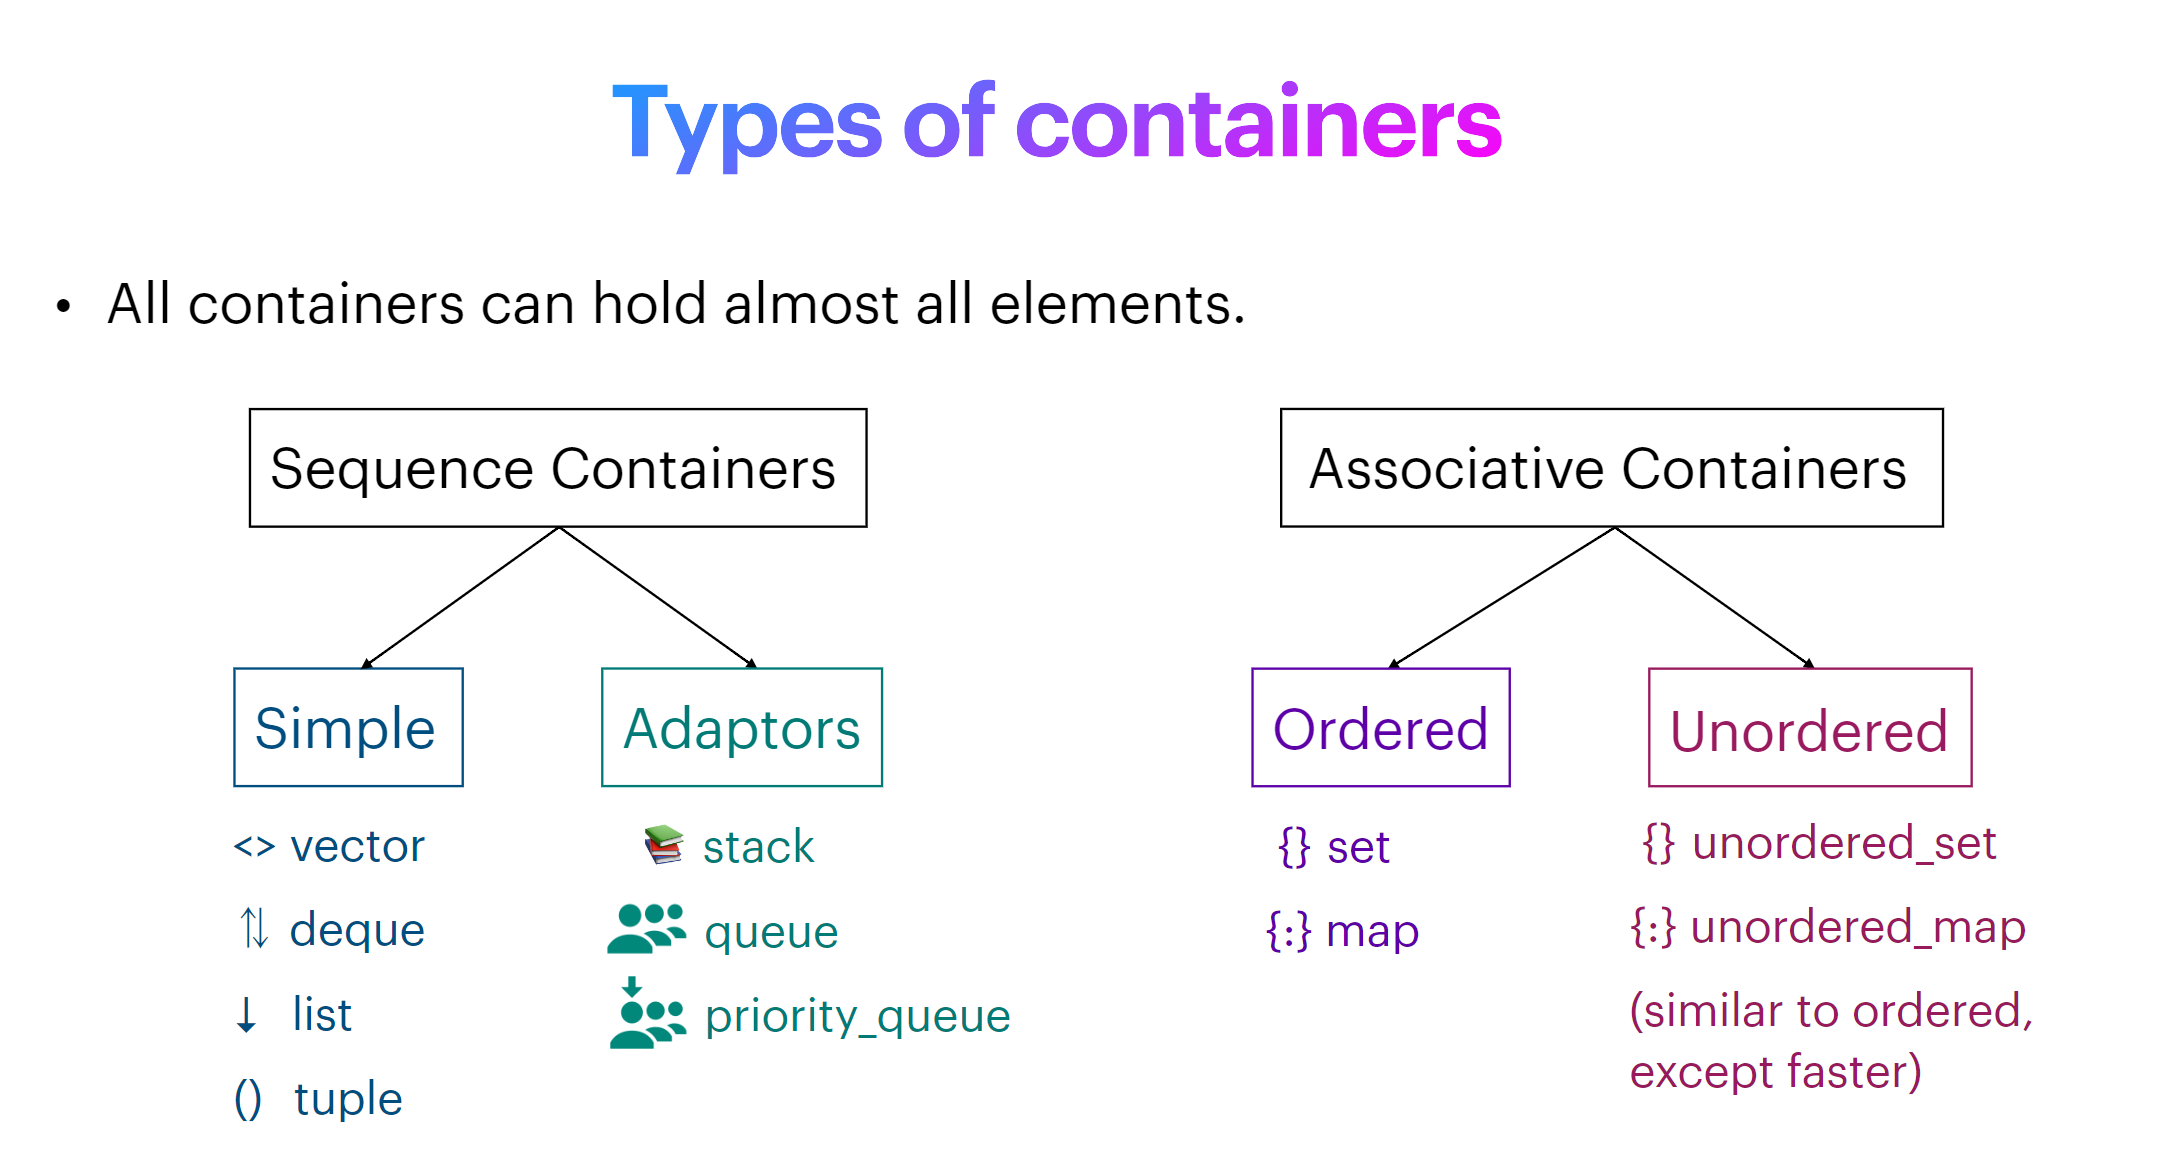 Types of containers
• All containers can hold almost all elements.
Sequence Containers
Simple
<> vector
deque
↓ list
() tuple
Adaptors
stack
queue
priority_queue
Associative Containers
Ordered
{} set
{:} map
Unordered
{} unordered_set
{:} unordered_map
(similar to ordered,
except faster)